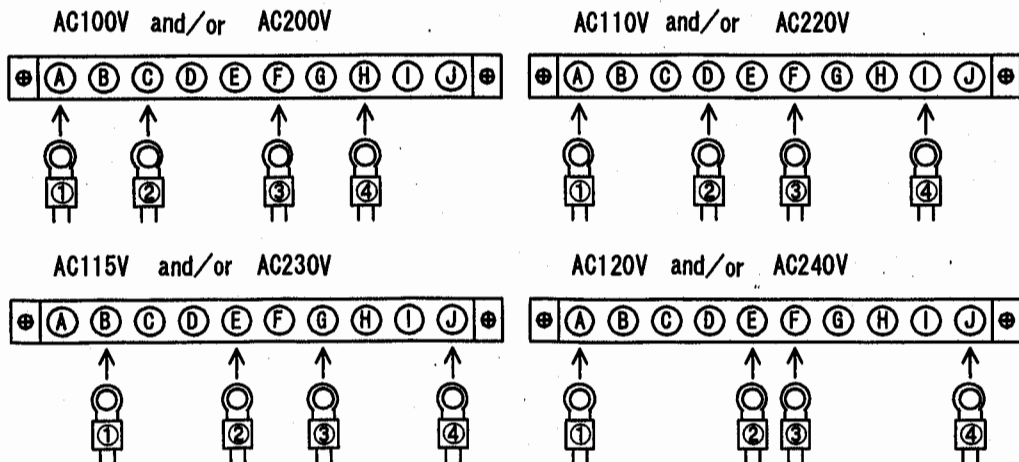 AC100V and/or AC200V
A B C D E F G H I J
① ② ③ ④
AC110V and/or AC220V
A B C D E F G H I J
① ② ③ ④
AC115V and/or AC230V
A B C D E F G H I J
① ② ③ ④
AC120V and/or AC240V
A B C D E F G H I J
① ② ③ ④